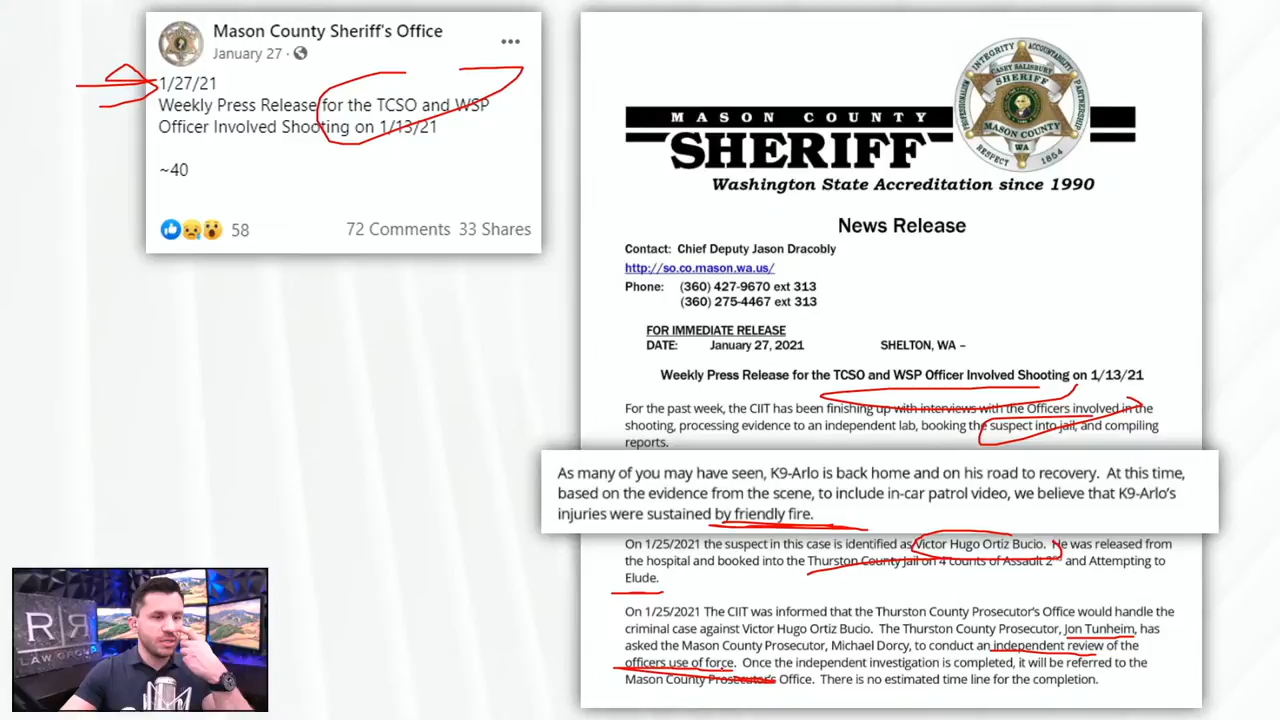 Mason County Sheriff's Office
January 27 ·
1/27/21
Weekly Press Release for the TCSO and WSP
Officer Involved Shooting on 1/13/21
~40
58
72 Comments 33 Shares
INTEGRITY
ACCOUNTABILITY
PROFESSIONALISM
PARTNERSHIP
RESPECT
CASEY SALISBURY
SHERIFF
MASON COUNTY
WA
1854
MASON COUNTY
SHERIFF
Washington State Accreditation since 1990
News Release
Contact: Chief Deputy Jason Dracobly
http://so.co.mason.wa.us/
Phone: (360) 427-9670 ext 313
(360) 275-4467 ext 313
FOR IMMEDIATE RELEASE
DATE: January 27, 2021 SHELTON, WA –
Weekly Press Release for the TCSO and WSP Officer Involved Shooting on 1/13/21
For the past week, the CIIT has been finishing up with interviews with the Officers involved in the
shooting, processing evidence to an independent lab, booking the suspect into jail, and compiling
reports.
As many of you may have seen, K9-Arlo is back home and on his road to recovery. At this time,
based on the evidence from the scene, to include in-car patrol video, we believe that K9-Arlo's
injuries were sustained by friendly fire.
On 1/25/2021 the suspect in this case is identified as Victor Hugo Ortiz Bucio. He was released from
the hospital and booked into the Thurston County Jail on 4 counts of Assault 2nd and Attempting to
Elude.
On 1/25/2021 The CIIT was informed that the Thurston County Prosecutor's Office would handle the
criminal case against Victor Hugo Ortiz Bucio. The Thurston County Prosecutor, Jon Tunheim, has
asked the Mason County Prosecutor, Michael Dorcy, to conduct an independent review of the
officers use of force. Once the independent investigation is completed, it will be referred to the
Mason County Prosecutor's Office. There is no estimated time line for the completion.
R R
LAW GROUP